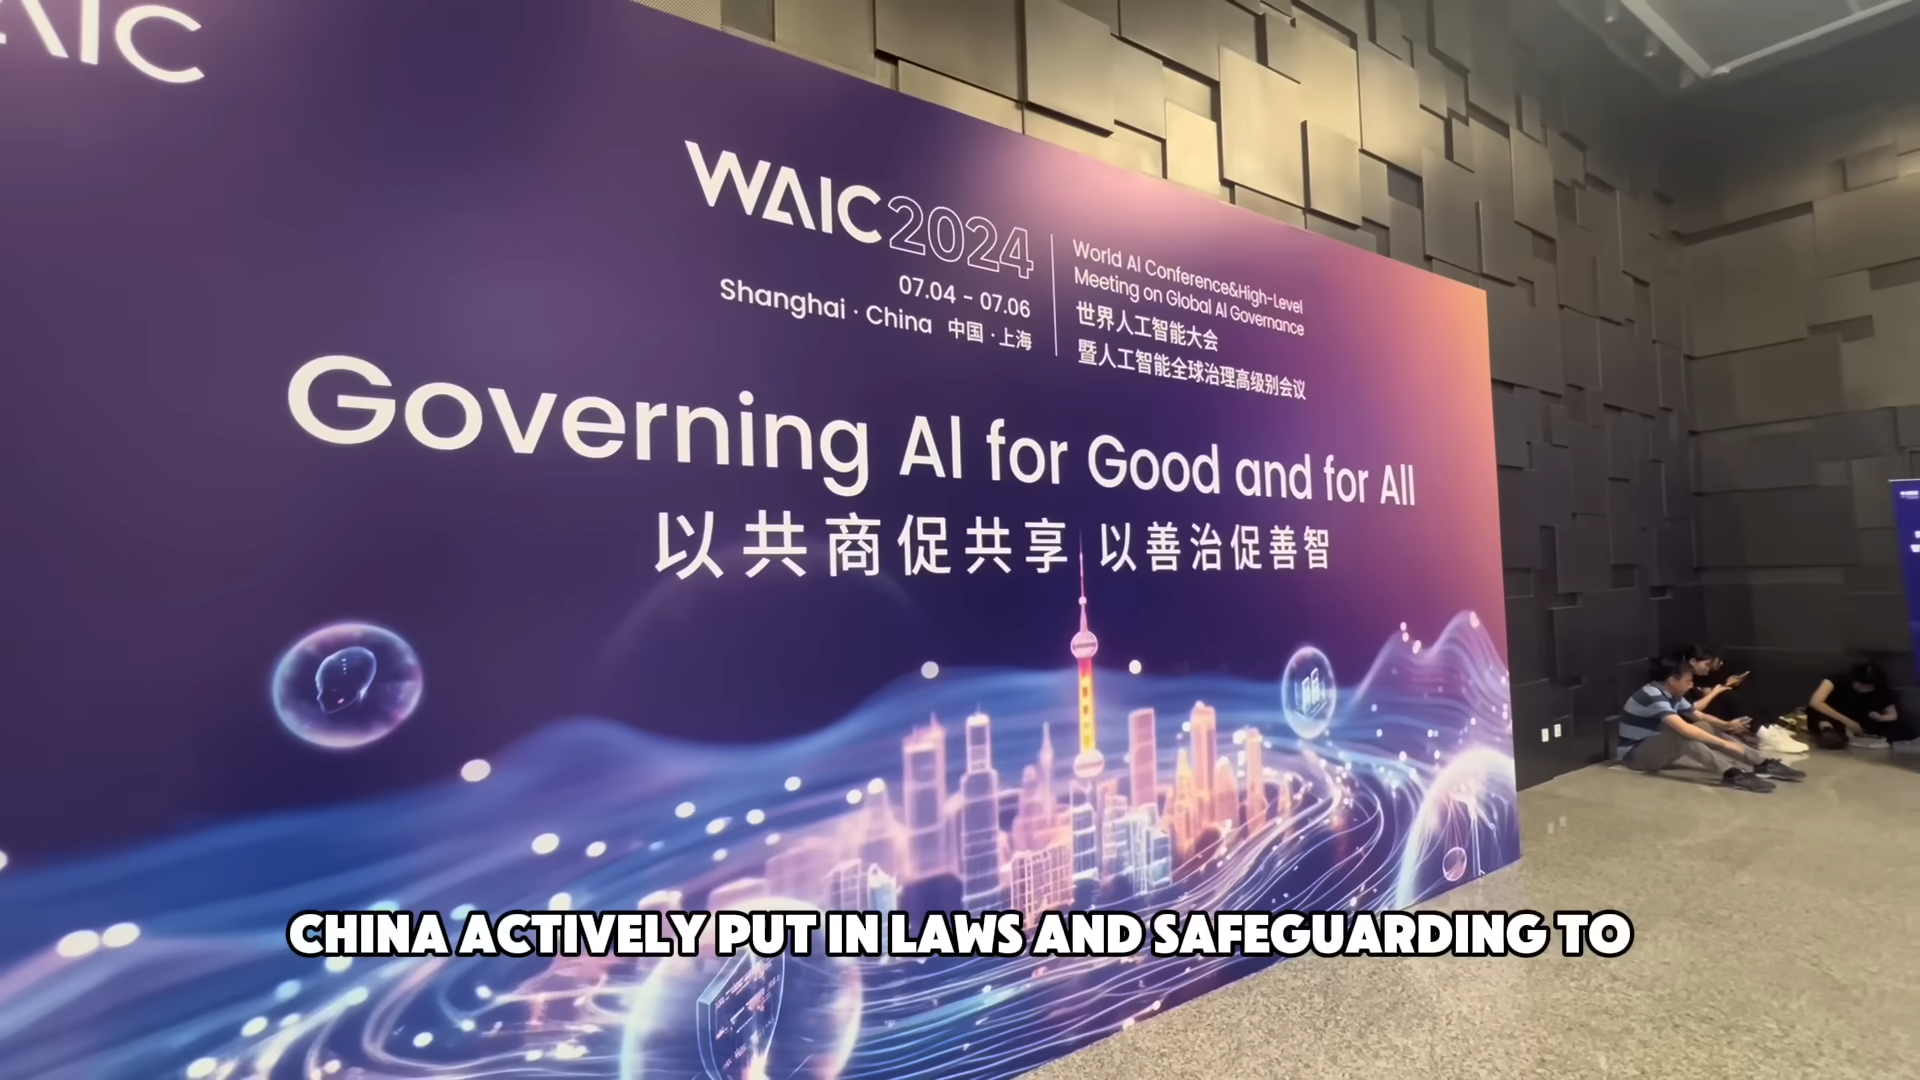 AIC
WAIC2024
07.04 - 07.06
Shanghai · China 中国 · 上海
World AI Conference&High-Level
Meeting on Global AI Governance
世界人工智能大会
暨人工智能全球治理高级别会议
Governing AI for Good and for All
以共商促共享 以善治促善智
CHINA ACTIVELY PUT IN LAWS AND SAFEGUARDING TO